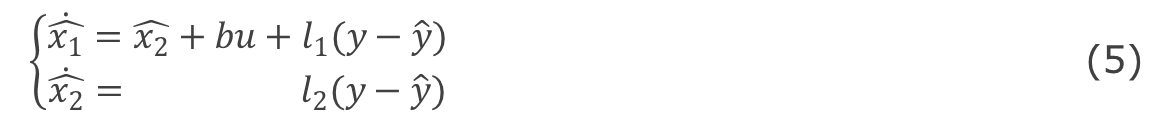 {ẋ̂₁ = x̂₂ + bu + l₁(y − ŷ) (5)
ẋ̂₂ = l₂(y − ŷ)